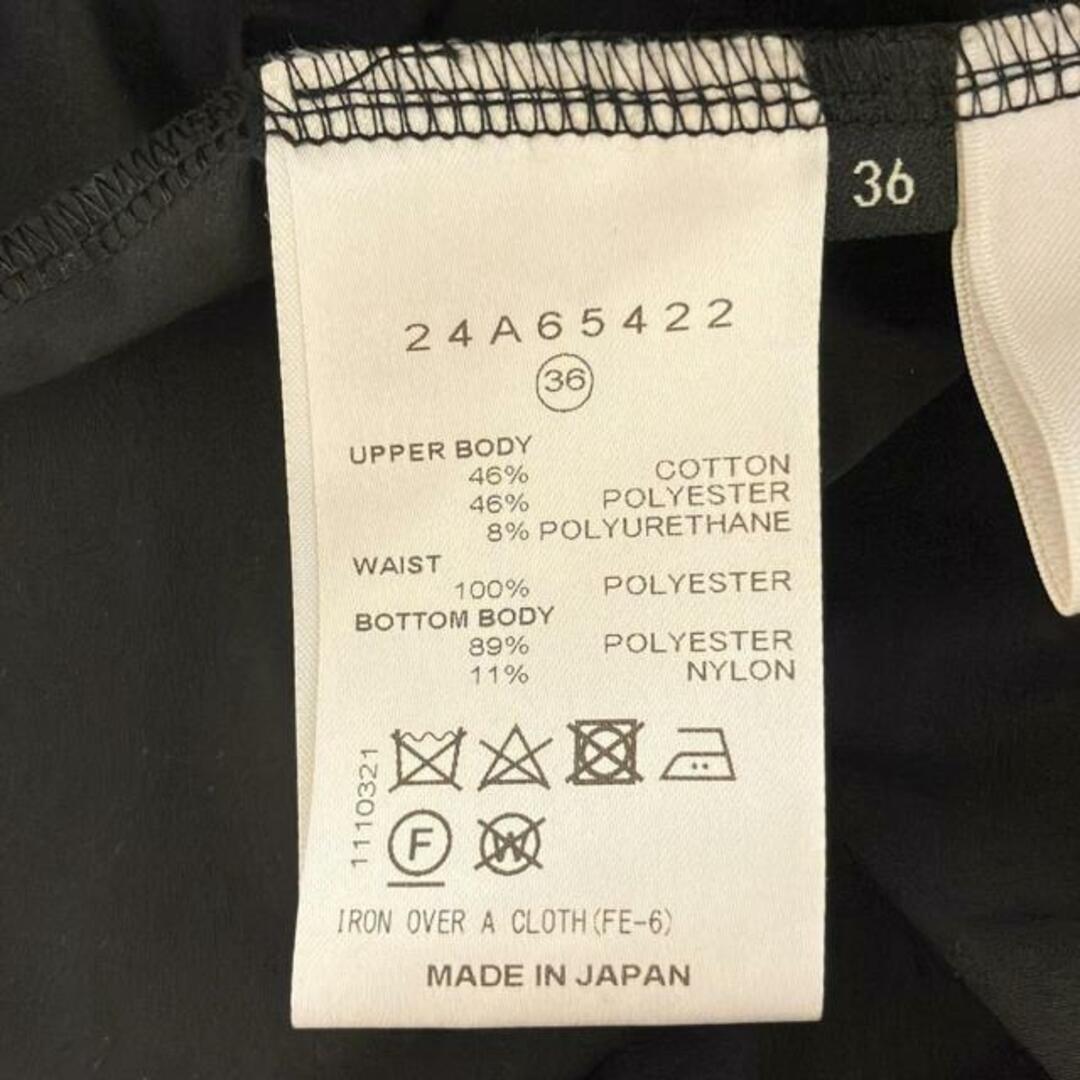 36
24A65422
36
UPPER BODY
46% COTTON
46% POLYESTER
8% POLYURETHANE
WAIST
100% POLYESTER
BOTTOM BODY
89% POLYESTER
11% NYLON
1110321
F W
IRON OVER A CLOTH(FE-6)
MADE IN JAPAN